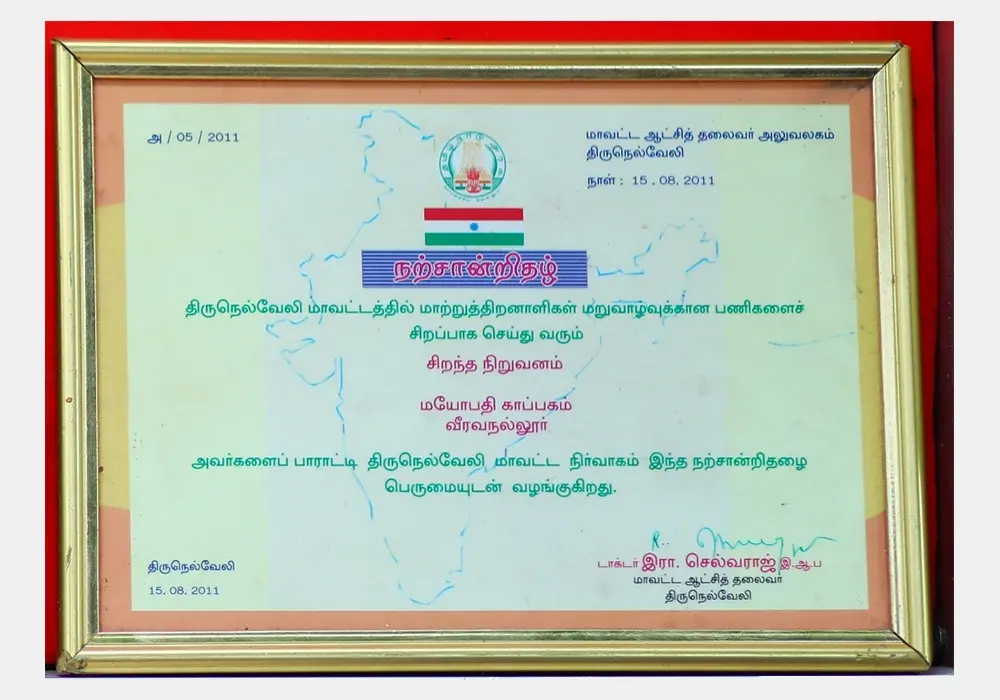 அ / 05 / 2011
மாவட்ட ஆட்சித் தலைவர் அலுவலகம்
திருநெல்வேலி
நாள் : 15 . 08. 2011
தமிழ்நாடு அரசு
நற்சான்றிதழ்
திருநெல்வேலி மாவட்டத்தில் மாற்றுத்திறனாளிகள் மறுவாழ்வுக்கான பணிகளைச்
சிறப்பாக செய்து வரும்
சிறந்த நிறுவனம்
மயோபதி காப்பகம்
வீரவநல்லூர்
அவர்களைப் பாராட்டி திருநெல்வேலி மாவட்ட நிர்வாகம் இந்த நற்சான்றிதழை
பெருமையுடன் வழங்குகிறது.
திருநெல்வேலி
15. 08. 2011
டாக்டர் இரா. செல்வராஜ் இ.ஆ.ப
மாவட்ட ஆட்சித் தலைவர்
திருநெல்வேலி